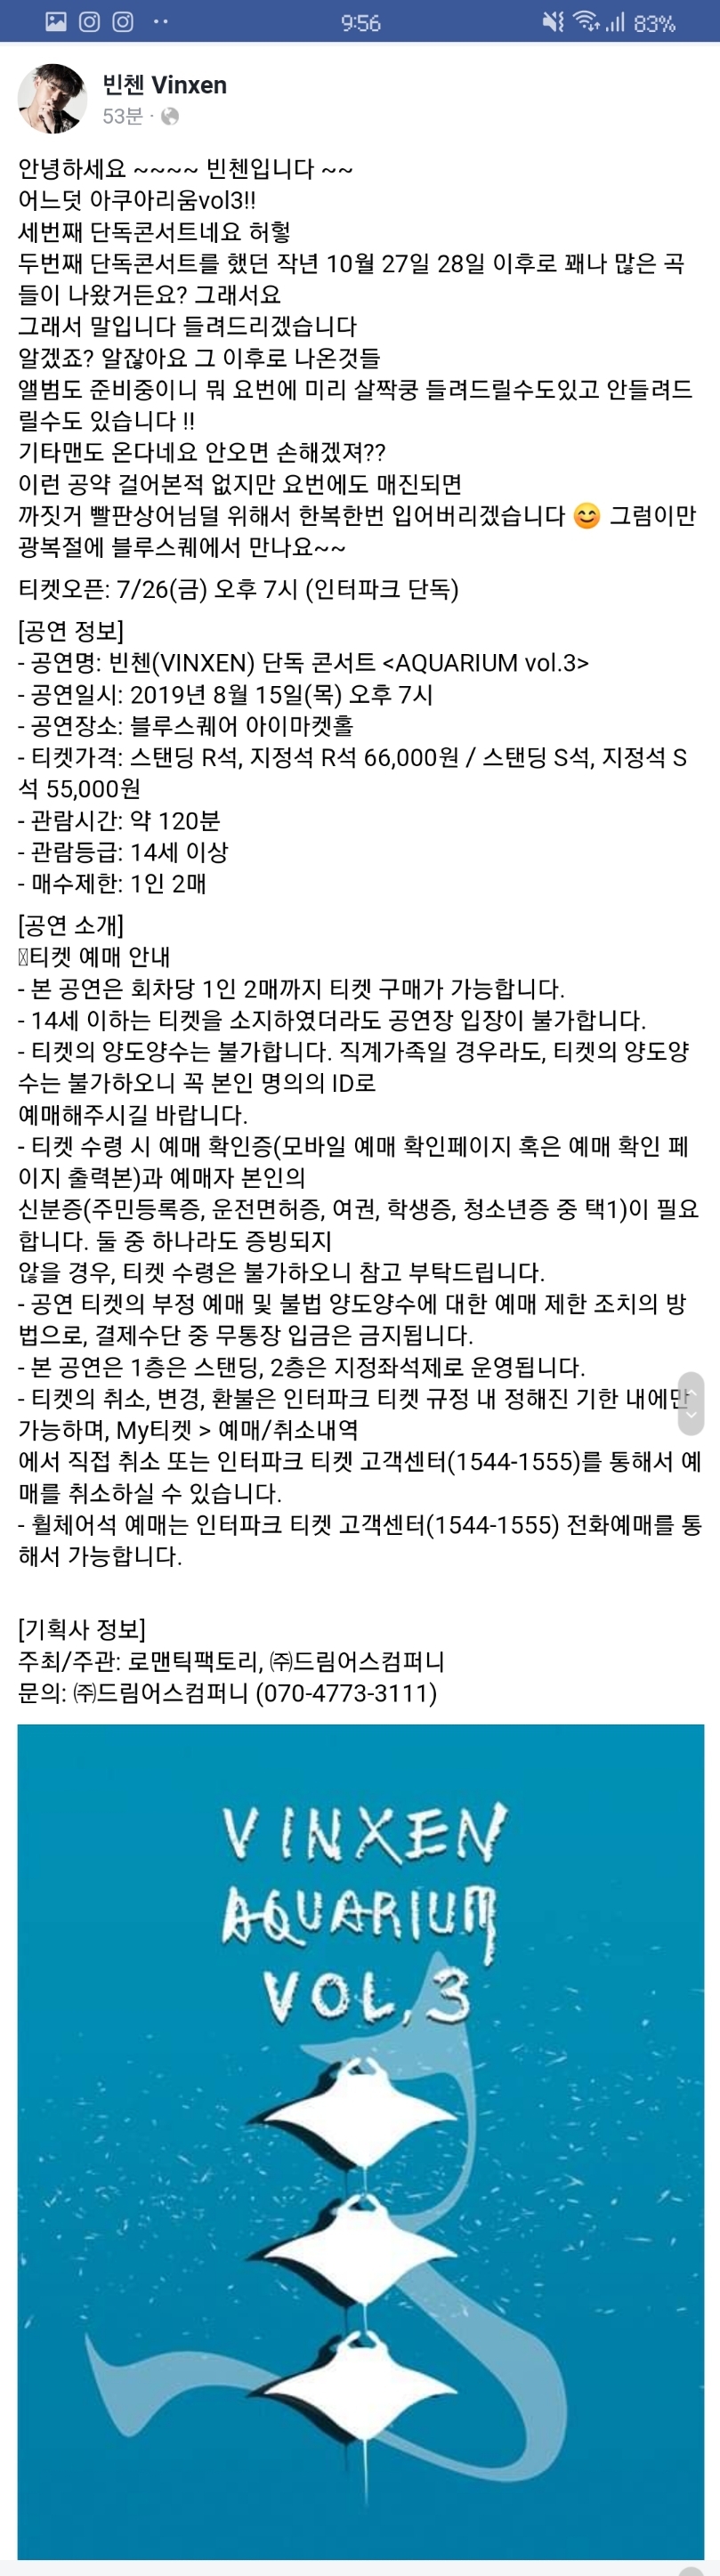 9:56
83%
빈첸 Vinxen
53분 ·
안녕하세요 ~~~~ 빈첸입니다 ~~
어느덧 아쿠아리움vol3!!
세번째 단독콘서트네요 허헣
두번째 단독콘서트를 했던 작년 10월 27일 28일 이후로 꽤나 많은 곡
들이 나왔거든요? 그래서요
그래서 말입니다 들려드리겠습니다
알겠죠? 알잖아요 그 이후로 나온것들
앨범도 준비중이니 뭐 요번에 미리 살짝쿵 들려드릴수도있고 안들려드
릴수도 있습니다 !!
기타맨도 온다네요 안오면 손해겠져??
이런 공약 걸어본적 없지만 요번에도 매진되면
까짓거 빨판상어님덜 위해서 한복한번 입어버리겠습니다 😊 그럼이만
광복절에 블루스퀘에서 만나요~~
티켓오픈: 7/26(금) 오후 7시 (인터파크 단독)
[공연 정보]
- 공연명: 빈첸(VINXEN) 단독 콘서트 <AQUARIUM vol.3>
- 공연일시: 2019년 8월 15일(목) 오후 7시
- 공연장소: 블루스퀘어 아이마켓홀
- 티켓가격: 스탠딩 R석, 지정석 R석 66,000원 / 스탠딩 S석, 지정석 S
석 55,000원
- 관람시간: 약 120분
- 관람등급: 14세 이상
- 매수제한: 1인 2매
[공연 소개]
티켓 예매 안내
- 본 공연은 회차당 1인 2매까지 티켓 구매가 가능합니다.
- 14세 이하는 티켓을 소지하였더라도 공연장 입장이 불가합니다.
- 티켓의 양도양수는 불가합니다. 직계가족일 경우라도, 티켓의 양도양
수는 불가하오니 꼭 본인 명의의 ID로
예매해주시길 바랍니다.
- 티켓 수령 시 예매 확인증(모바일 예매 확인페이지 혹은 예매 확인 페
이지 출력본)과 예매자 본인의
신분증(주민등록증, 운전면허증, 여권, 학생증, 청소년증 중 택1)이 필요
합니다. 둘 중 하나라도 증빙되지
않을 경우, 티켓 수령은 불가하오니 참고 부탁드립니다.
- 공연 티켓의 부정 예매 및 불법 양도양수에 대한 예매 제한 조치의 방
법으로, 결제수단 중 무통장 입금은 금지됩니다.
- 본 공연은 1층은 스탠딩, 2층은 지정좌석제로 운영됩니다.
- 티켓의 취소, 변경, 환불은 인터파크 티켓 규정 내 정해진 기한 내에만
가능하며, My티켓 > 예매/취소내역
에서 직접 취소 또는 인터파크 티켓 고객센터(1544-1555)를 통해서 예
매를 취소하실 수 있습니다.
- 휠체어석 예매는 인터파크 티켓 고객센터(1544-1555) 전화예매를 통
해서 가능합니다.
[기획사 정보]
주최/주관: 로맨틱팩토리, ㈜드림어스컴퍼니
문의: ㈜드림어스컴퍼니 (070-4773-3111)
VINXEN
AQUARIUM
VOL,3